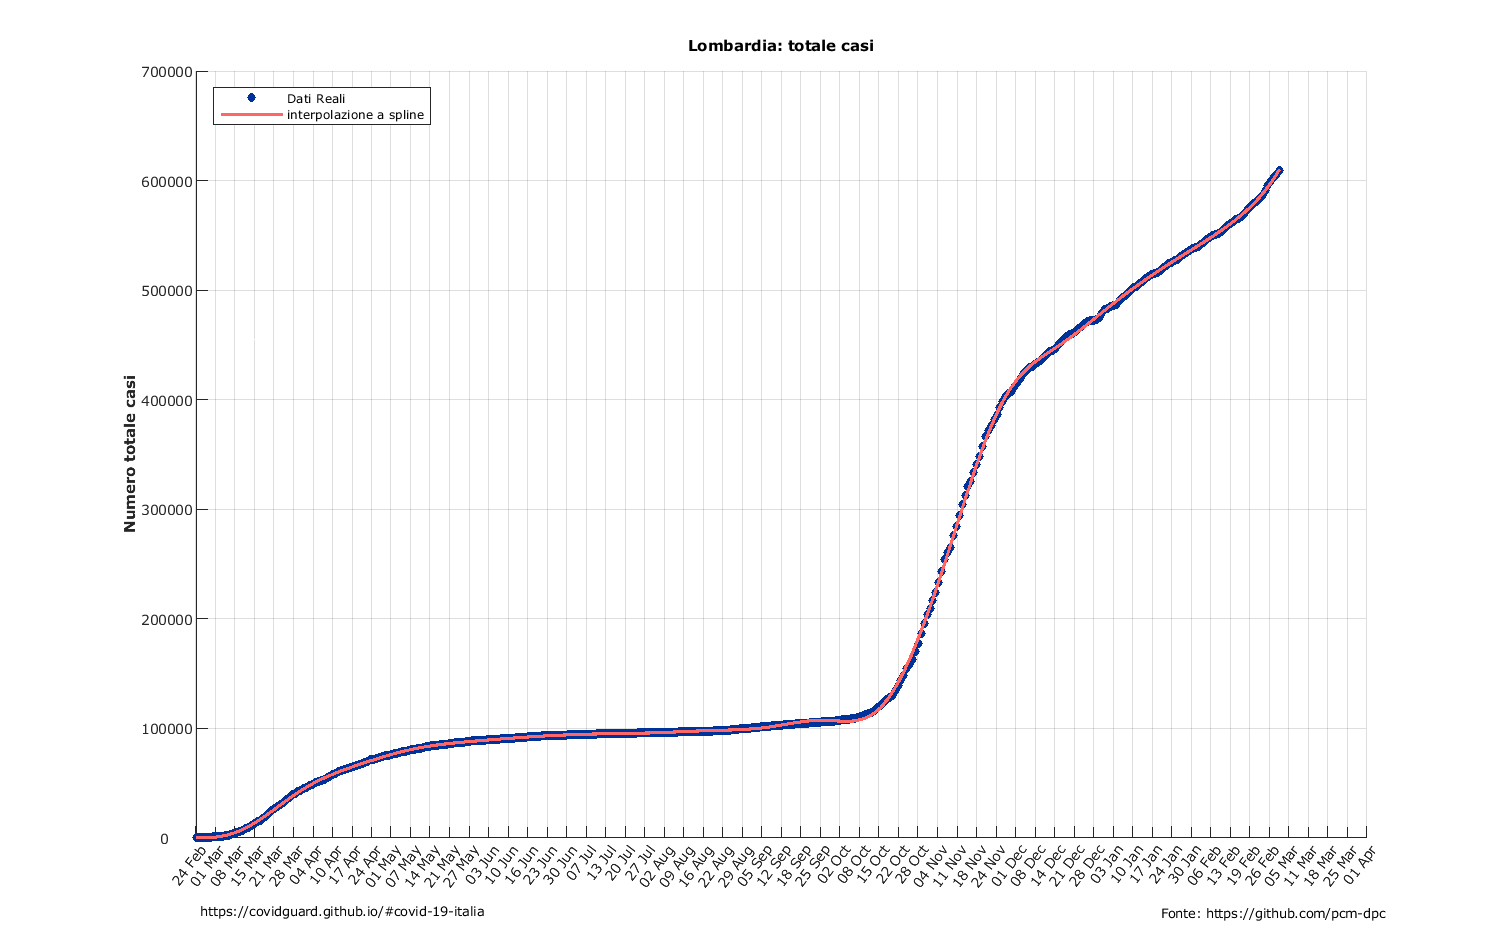 Lombardia: totale casi
Dati Reali
interpolazione a spline
Numero totale casi
700000
600000
500000
400000
300000
200000
100000
0
24 Feb
01 Mar
08 Mar
15 Mar
21 Mar
28 Mar
04 Apr
10 Apr
17 Apr
24 Apr
01 May
07 May
14 May
21 May
27 May
03 Jun
10 Jun
16 Jun
23 Jun
30 Jun
07 Jul
13 Jul
20 Jul
27 Jul
02 Aug
09 Aug
16 Aug
22 Aug
29 Aug
05 Sep
12 Sep
18 Sep
25 Sep
02 Oct
08 Oct
15 Oct
22 Oct
28 Oct
04 Nov
11 Nov
18 Nov
24 Nov
01 Dec
08 Dec
14 Dec
21 Dec
28 Dec
03 Jan
10 Jan
17 Jan
24 Jan
30 Jan
06 Feb
13 Feb
19 Feb
26 Feb
05 Mar
11 Mar
18 Mar
25 Mar
01 Apr
https://covidguard.github.io/#covid-19-italia
Fonte: https://github.com/pcm-dpc